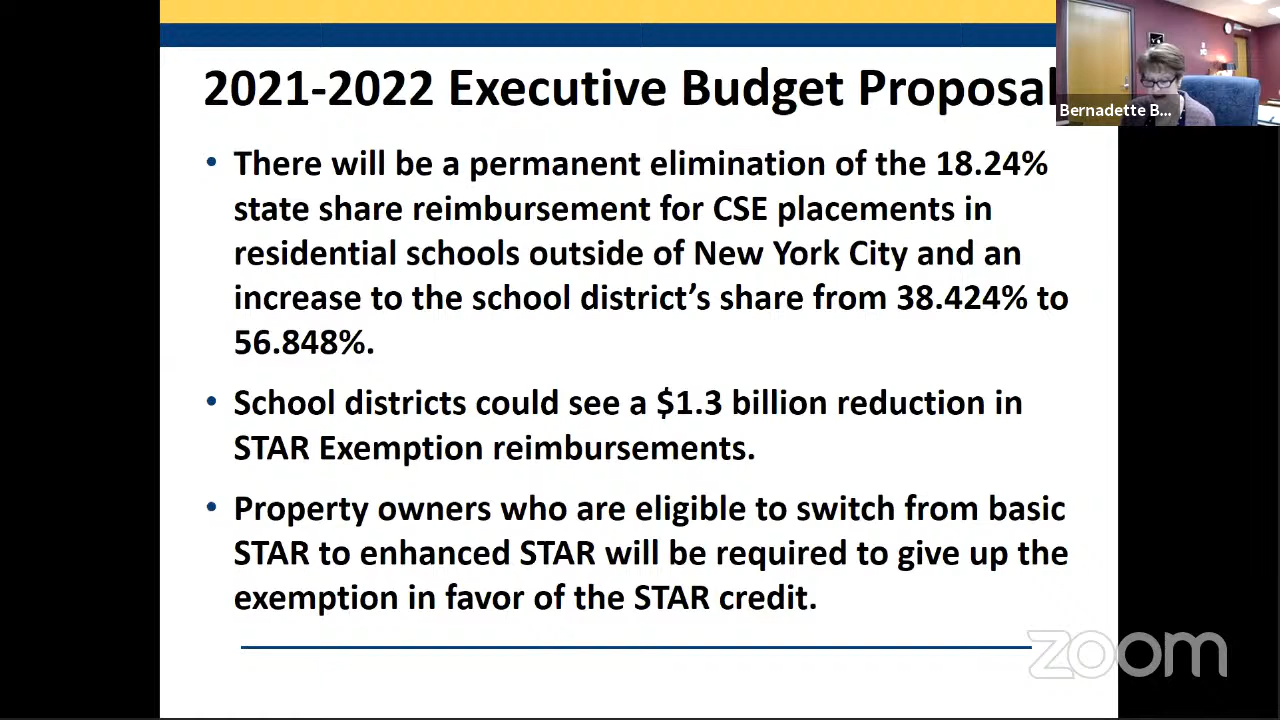 2021-2022 Executive Budget Proposal
Bernadette B...
• There will be a permanent elimination of the 18.24%
state share reimbursement for CSE placements in
residential schools outside of New York City and an
increase to the school district’s share from 38.424% to
56.848%.
• School districts could see a $1.3 billion reduction in
STAR Exemption reimbursements.
• Property owners who are eligible to switch from basic
STAR to enhanced STAR will be required to give up the
exemption in favor of the STAR credit.
zoom